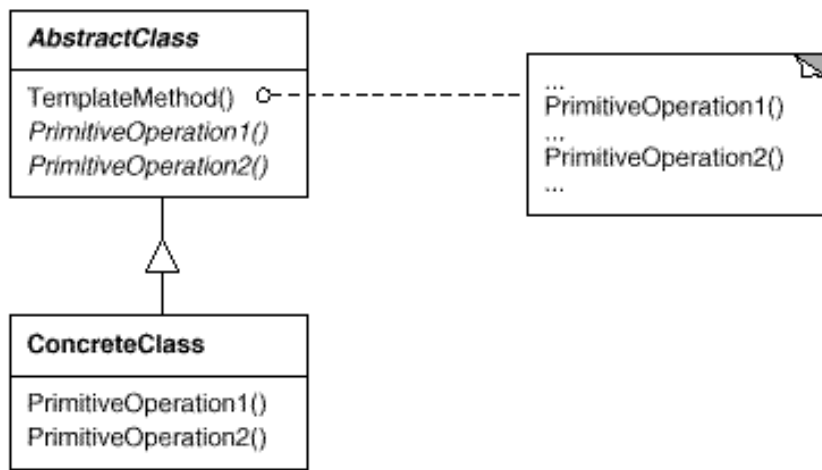 AbstractClass
TemplateMethod()
PrimitiveOperation1()
PrimitiveOperation2()
...
PrimitiveOperation1()
...
PrimitiveOperation2()
...
ConcreteClass
PrimitiveOperation1()
PrimitiveOperation2()